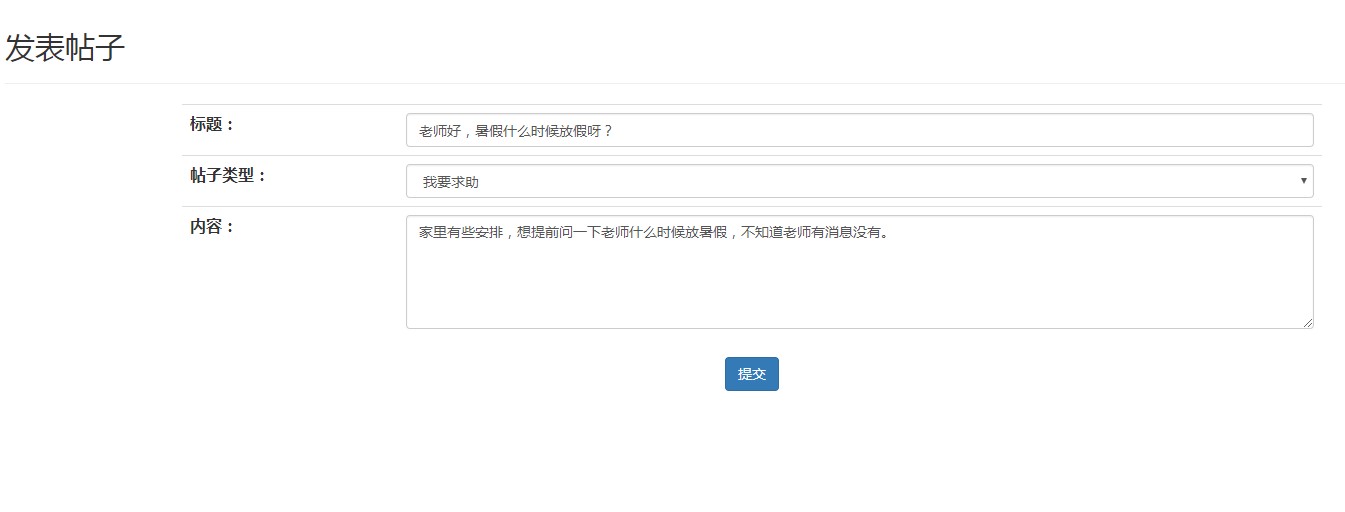 发表帖子
标题：
老师好，暑假什么时候放假呀？
帖子类型：
我要求助
内容：
家里有些安排，想提前问一下老师什么时候放暑假，不知道老师有消息没有。
提交